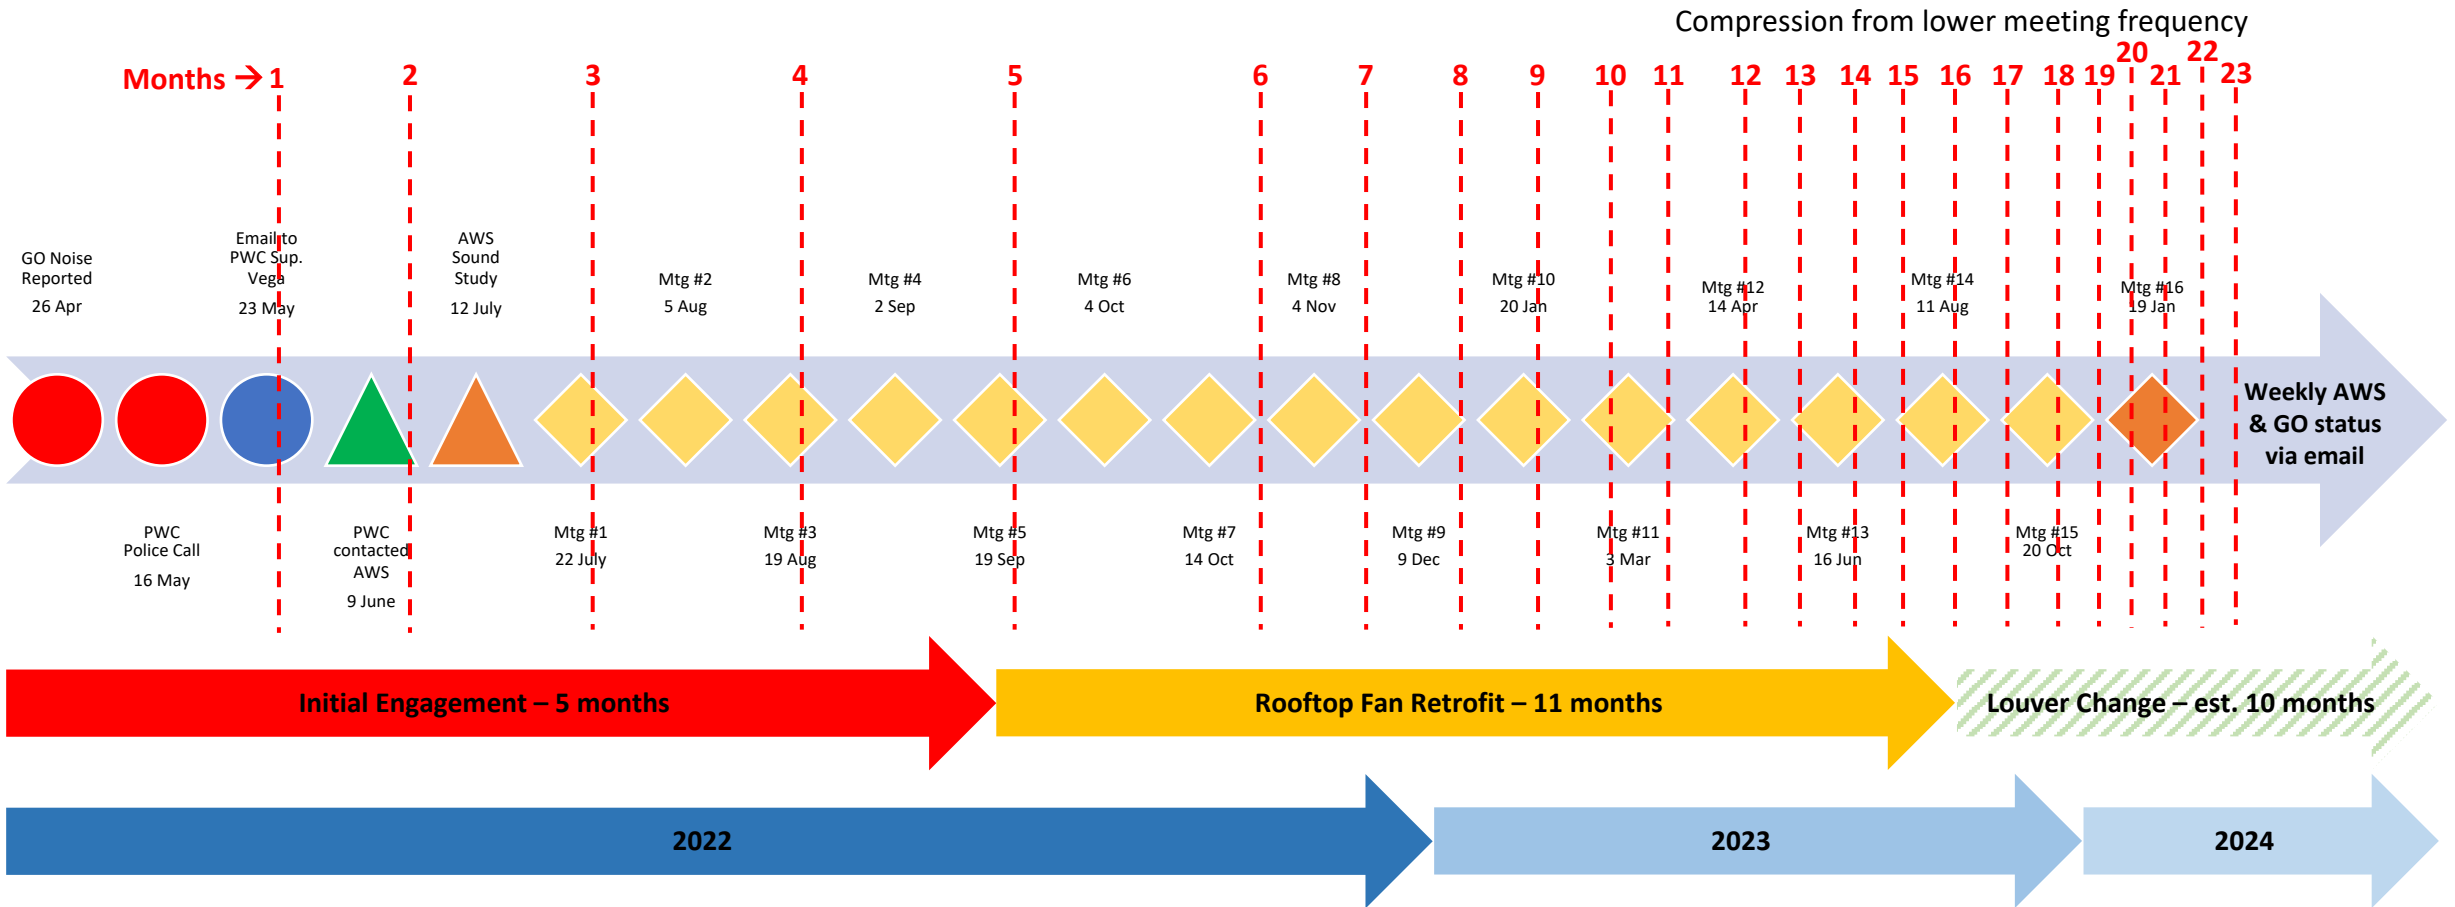 Compression from lower meeting frequency
Months → 1 2 3 4 5 6 7 8 9 10 11 12 13 14 15 16 17 18 19 20 21 22 23
GO Noise
Reported
26 Apr
Email to
PWC Sup.
Vega
23 May
AWS
Sound
Study
12 July
Mtg #2
5 Aug
Mtg #4
2 Sep
Mtg #6
4 Oct
Mtg #8
4 Nov
Mtg #10
20 Jan
Mtg #12
14 Apr
Mtg #14
11 Aug
Mtg #16
19 Jan
Weekly AWS
& GO status
via email
PWC
Police Call
16 May
PWC
contacted
AWS
9 June
Mtg #1
22 July
Mtg #3
19 Aug
Mtg #5
19 Sep
Mtg #7
14 Oct
Mtg #9
9 Dec
Mtg #11
3 Mar
Mtg #13
16 Jun
Mtg #15
20 Oct
Initial Engagement – 5 months
Rooftop Fan Retrofit – 11 months
Louver Change – est. 10 months
2022
2023
2024